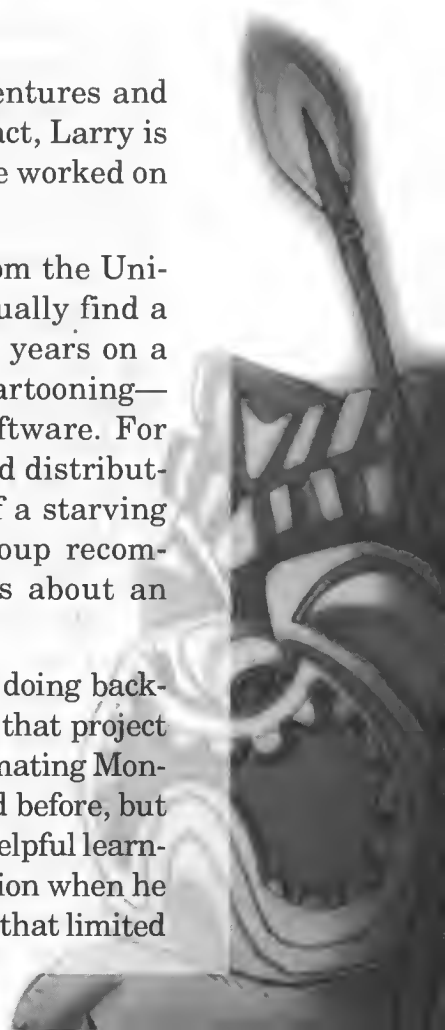 entures and
act, Larry is
e worked on
om the Uni-
ually find a
years on a
artooning—
ftware. For
d distribut-
f a starving
oup recom-
s about an
doing back-
that project
nating Mon-
d before, but
elpful learn-
ion when he
that limited